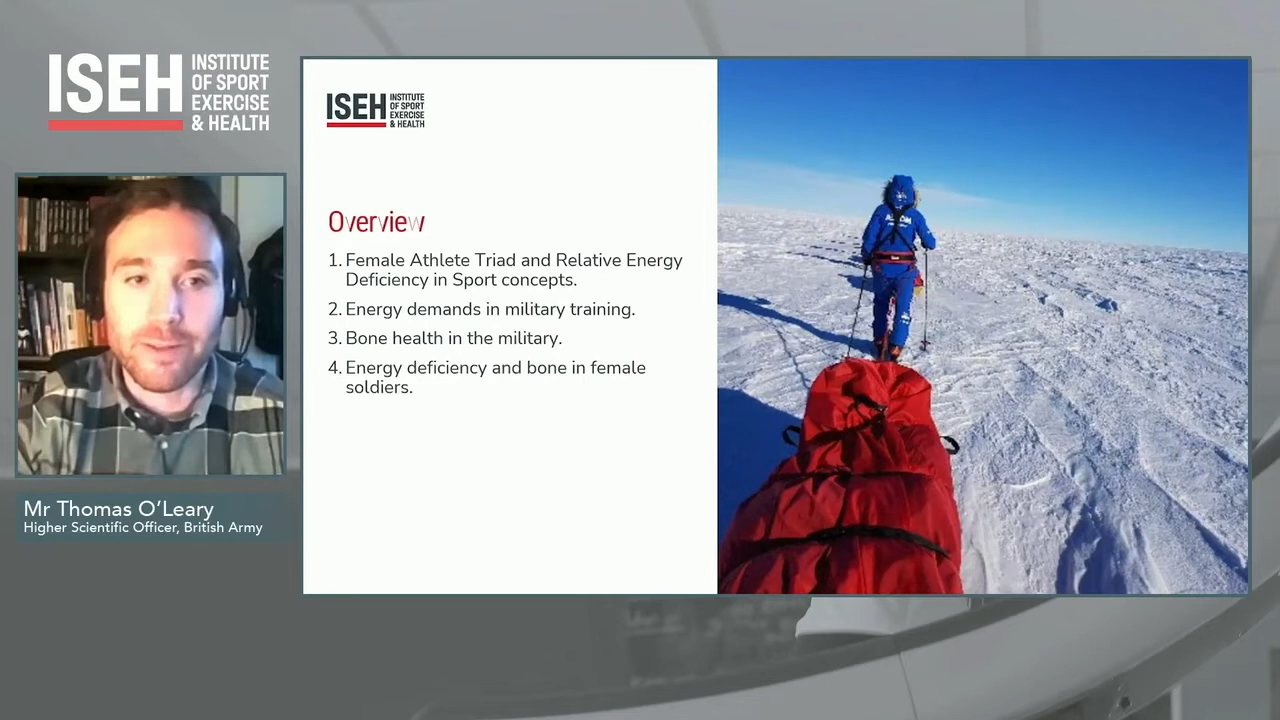 ISEH
INSTITUTE
OF SPORT
EXERCISE
& HEALTH
ISEH
INSTITUTE
OF SPORT
EXERCISE
& HEALTH
Overview
1. Female Athlete Triad and Relative Energy
Deficiency in Sport concepts.
2. Energy demands in military training.
3. Bone health in the military.
4. Energy deficiency and bone in female
soldiers.
Mr Thomas O'Leary
Higher Scientific Officer, British Army